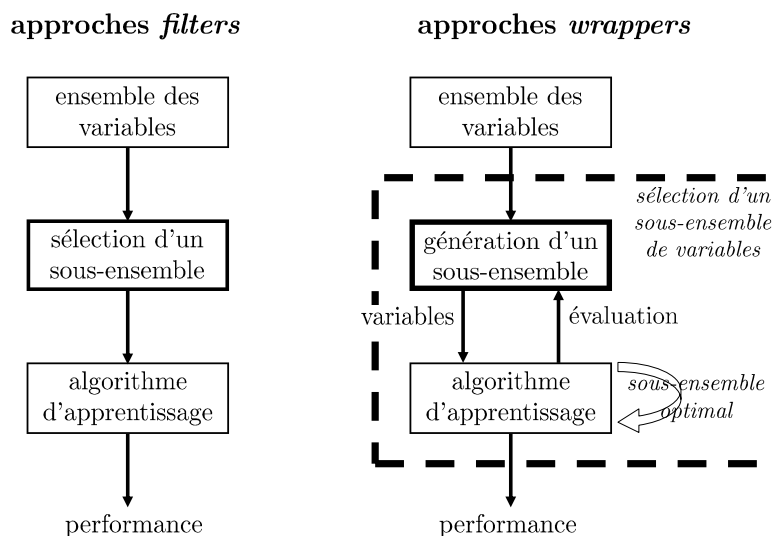 approches filters
ensemble des
variables
sélection d'un
sous-ensemble
algorithme
d'apprentissage
performance
approches wrappers
ensemble des
variables
sélection d'un
sous-ensemble
de variables
génération d'un
sous-ensemble
variables
évaluation
algorithme
d'apprentissage
sous-ensemble
optimal
performance